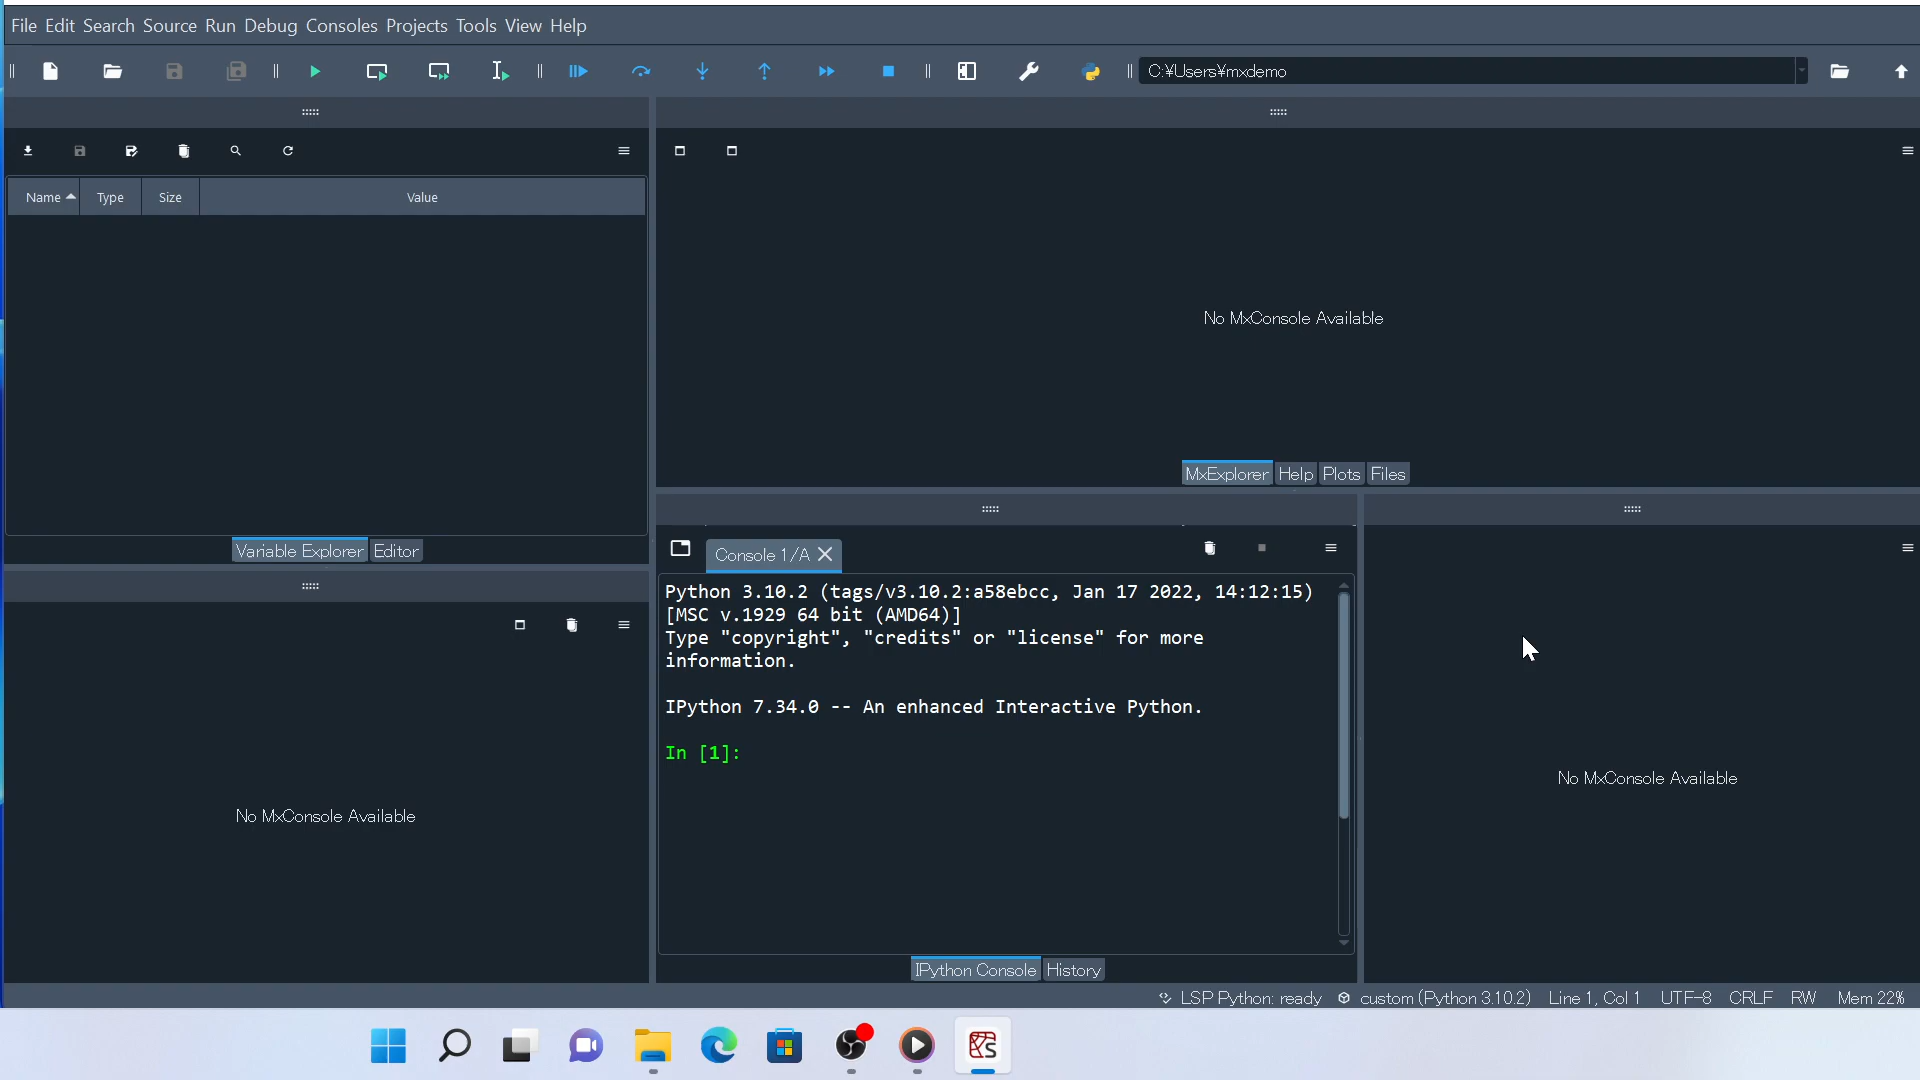 File Edit Search Source Run Debug Consoles Projects Tools View Help
C:¥Users¥mxdemo
Name Type Size Value
No MxConsole Available
MxExplorer Help Plots Files
Variable Explorer Editor
Console 1/A
Python 3.10.2 (tags/v3.10.2:a58ebcc, Jan 17 2022, 14:12:15)
[MSC v.1929 64 bit (AMD64)]
Type "copyright", "credits" or "license" for more
information.
IPython 7.34.0 -- An enhanced Interactive Python.
In [1]:
No MxConsole Available
No MxConsole Available
IPython Console History
LSP Python: ready custom (Python 3.10.2) Line 1, Col 1 UTF-8 CRLF RW Mem 22%